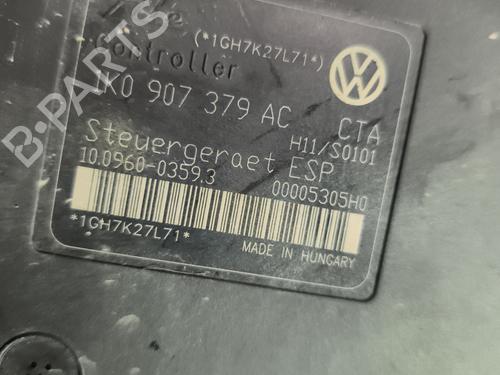 (*1GH7K27L71*)
Controller
1K0 907 379 AC
CTA
H11/S0101
Steuergeraet ESP
10.0960-0359.3
00005305H0
*1GH7K27L71*
MADE IN HUNGARY
B-PARTS